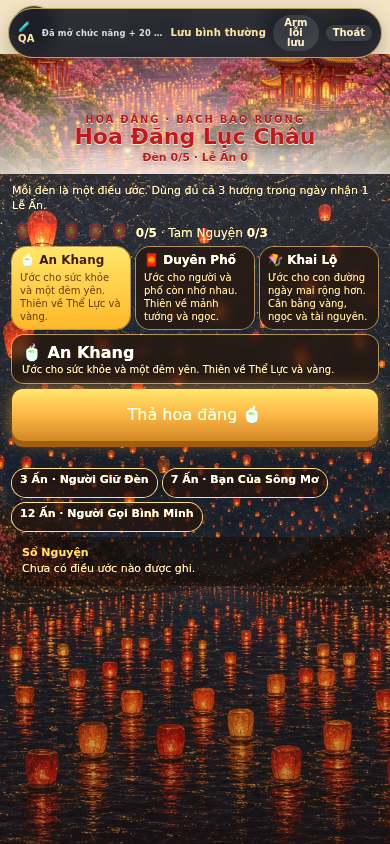 QA
Đã mở chức năng + 20 ...
Lưu bình thường
Arm
lỗi
lưu
Thoát
HOA ĐĂNG · BÁCH BẢO RƯƠNG
Hoa Đăng Lục Châu
Đèn 0/5 · Lễ Ấn 0
Mỗi đèn là một điều ước. Dùng đủ cả 3 hướng trong ngày nhận 1
Lễ Ấn.
0/5 · Tam Nguyện 0/3
An Khang
Ước cho sức khỏe
và một đêm yên.
Thiên về Thể Lực và
vàng.
Duyên Phố
Ước cho người và
phố còn nhớ nhau.
Thiên về mảnh
tướng và ngọc.
Khai Lộ
Ước cho con đường
ngày mai rộng hơn.
Cân bằng vàng,
ngọc và tài nguyên.
An Khang
Ước cho sức khỏe và một đêm yên. Thiên về Thể Lực và vàng.
Thả hoa đăng
3 Ấn · Người Giữ Đèn
7 Ấn · Bạn Của Sông Mơ
12 Ấn · Người Gọi Bình Minh
Sổ Nguyện
Chưa có điều ước nào được ghi.